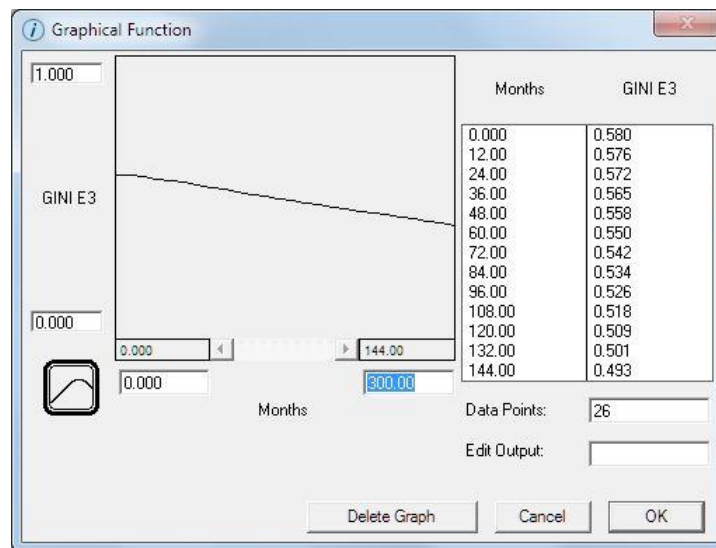 Graphical Function
1.000
GINI E3
0.000
0.000 144.00
0.000 300.00
Months
Months GINI E3
0.000 0.580
12.00 0.576
24.00 0.572
36.00 0.565
48.00 0.558
60.00 0.550
72.00 0.542
84.00 0.534
96.00 0.526
108.00 0.518
120.00 0.509
132.00 0.501
144.00 0.493
Data Points: 26
Edit Output:
Delete Graph Cancel OK